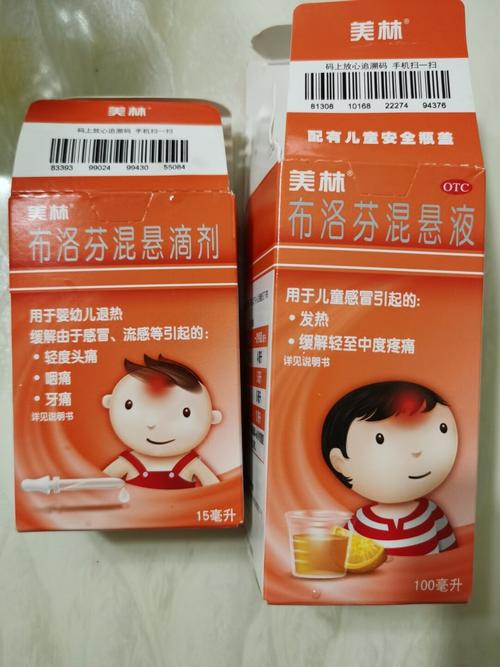 美林®
码上放心追溯码 手机扫一扫
83393 99024 99430 55084
美林®
布洛芬混悬滴剂
用于婴幼儿退热
缓解由于感冒、流感等引起的：
• 轻度头痛
• 咽痛
• 牙痛
详见说明书
15毫升
美林®
码上放心追溯码 手机扫一扫
81308 10168 22274 94376
配有儿童安全瓶盖
美林®
OTC
布洛芬混悬液
用于儿童感冒引起的：
• 发热
• 缓解轻至中度疼痛
详见说明书
100毫升